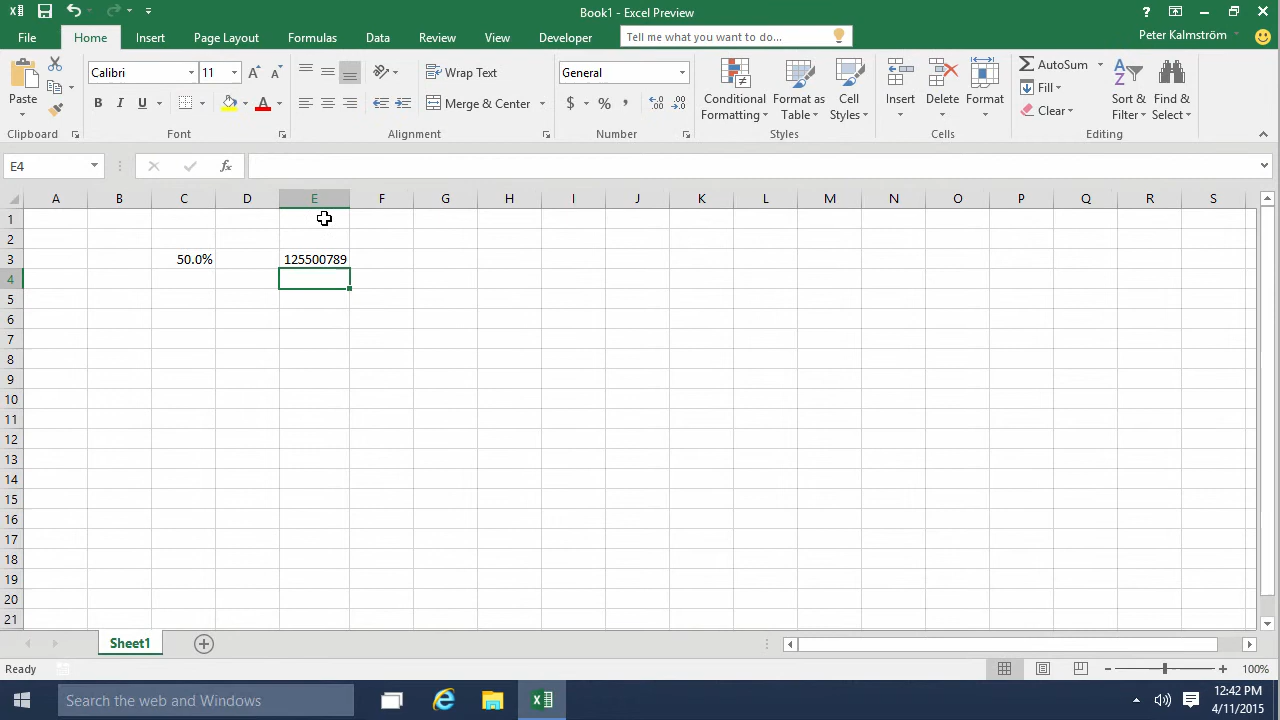 Book1 - Excel Preview
File Home Insert Page Layout Formulas Data Review View Developer Tell me what you want to do... Peter Kalmström
Paste
Calibri 11
B I U A
Wrap Text
Merge & Center
General
$ %
Conditional Formatting
Format as Table
Cell Styles
Insert
Delete
Format
AutoSum
Fill
Clear
Sort & Filter
Find & Select
Clipboard Font Alignment Number Styles Cells Editing
E4 fx
A B C D E F G H I J K L M N O P Q R S
1
2
3 50.0% 125500789
4
5
6
7
8
9
10
11
12
13
14
15
16
17
18
19
20
21
Sheet1
Ready 100%
Search the web and Windows
12:42 PM
4/11/2015